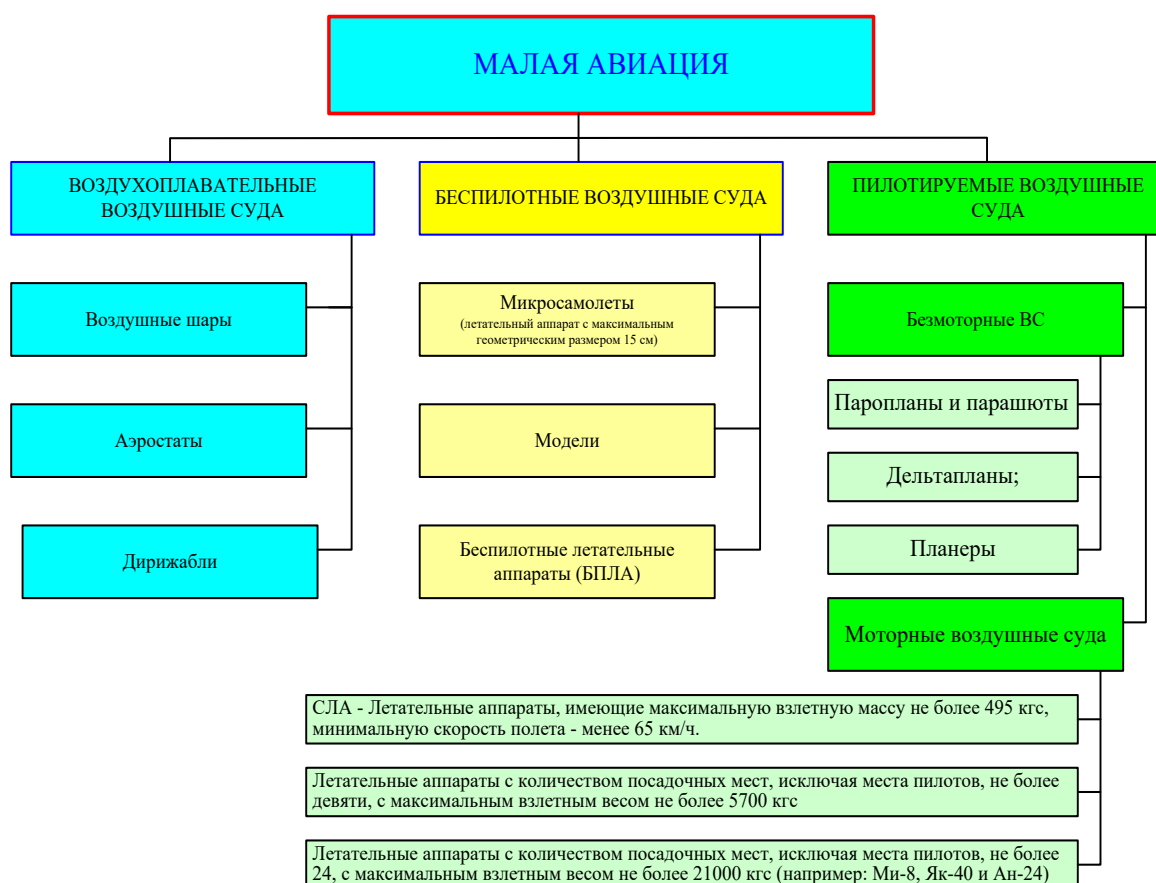 МАЛАЯ АВИАЦИЯ
ВОЗДУХОПЛАВАТЕЛЬНЫЕ
ВОЗДУШНЫЕ СУДА
Воздушные шары
Аэростаты
Дирижабли
БЕСПИЛОТНЫЕ ВОЗДУШНЫЕ СУДА
Микросамолеты
(летательный аппарат с максимальным
геометрическим размером 15 см)
Модели
Беспилотные летательные
аппараты (БПЛА)
ПИЛОТИРУЕМЫЕ ВОЗДУШНЫЕ
СУДА
Безмоторные ВС
Паропланы и парашюты
Дельтапланы;
Планеры
Моторные воздушные суда
СЛА - Летательные аппараты, имеющие максимальную взлетную массу не более 495 кгс,
минимальную скорость полета - менее 65 км/ч.
Летательные аппараты с количеством посадочных мест, исключая места пилотов, не более
девяти, с максимальным взлетным весом не более 5700 кгс
Летательные аппараты с количеством посадочных мест, исключая места пилотов, не более
24, с максимальным взлетным весом не более 21000 кгс (например: Ми-8, Як-40 и Ан-24)